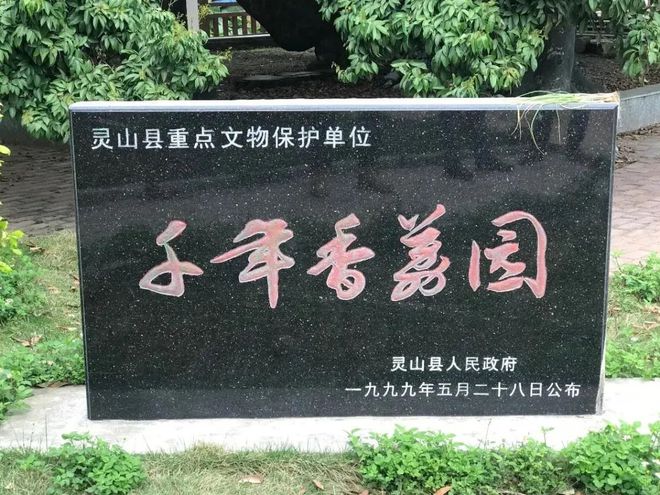 灵山县重点文物保护单位
千年香荔园
灵山县人民政府
一九九九年五月二十八日公布